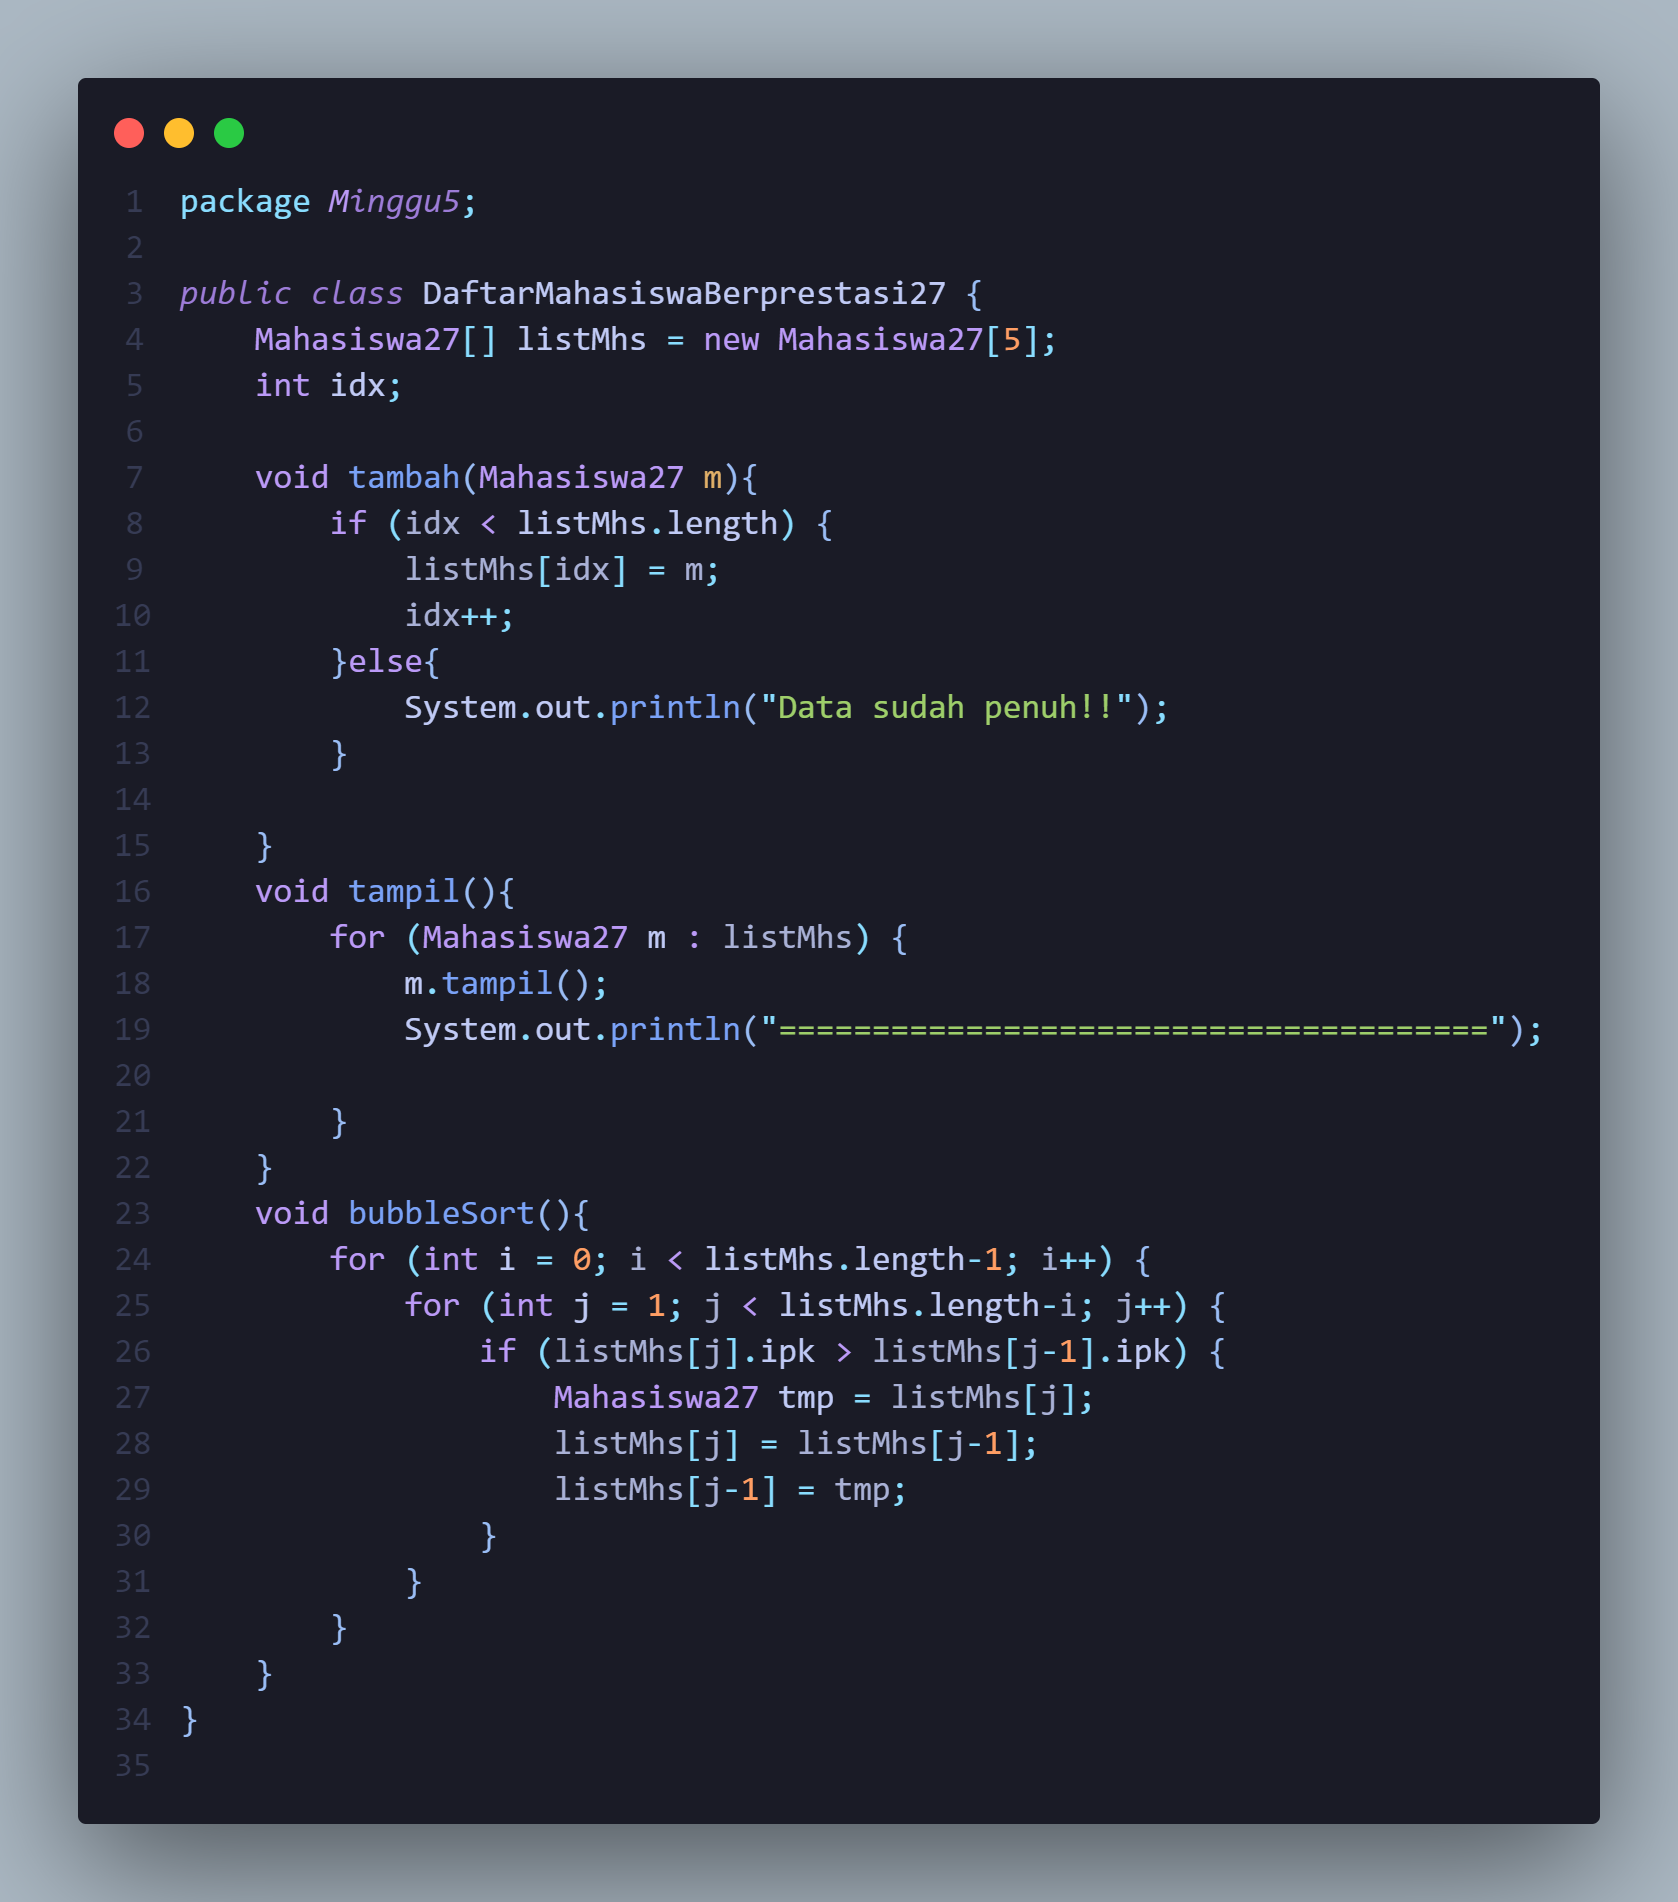 1 package Minggu5;
2
3 public class DaftarMahasiswaBerprestasi27 {
4     Mahasiswa27[] listMhs = new Mahasiswa27[5];
5     int idx;
6
7     void tambah(Mahasiswa27 m){
8         if (idx < listMhs.length) {
9             listMhs[idx] = m;
10             idx++;
11         }else{
12             System.out.println("Data sudah penuh!!");
13         }
14
15     }
16     void tampil(){
17         for (Mahasiswa27 m : listMhs) {
18             m.tampil();
19             System.out.println("======================================");
20
21         }
22     }
23     void bubbleSort(){
24         for (int i = 0; i < listMhs.length-1; i++) {
25             for (int j = 1; j < listMhs.length-i; j++) {
26                 if (listMhs[j].ipk > listMhs[j-1].ipk) {
27                     Mahasiswa27 tmp = listMhs[j];
28                     listMhs[j] = listMhs[j-1];
29                     listMhs[j-1] = tmp;
30                 }
31             }
32         }
33     }
34 }
35